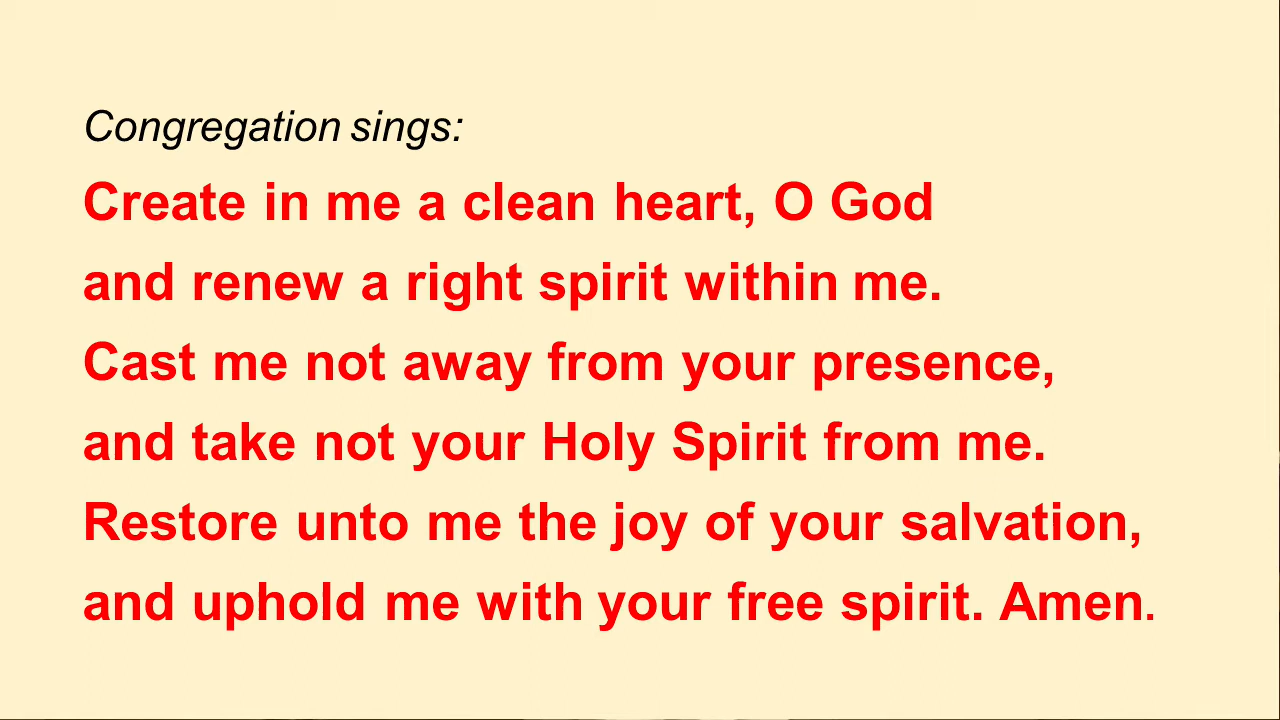 Congregation sings:
Create in me a clean heart, O God
and renew a right spirit within me.
Cast me not away from your presence,
and take not your Holy Spirit from me.
Restore unto me the joy of your salvation,
and uphold me with your free spirit. Amen.